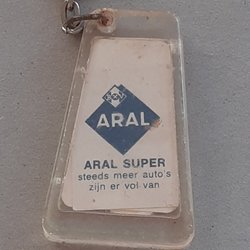 ARAL
ARAL SUPER
steeds meer auto's
zijn er vol van